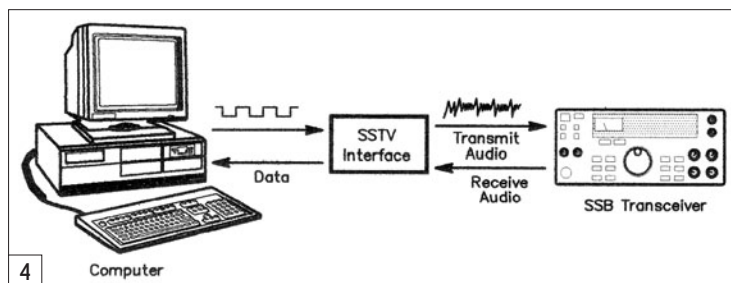 SSTV
Interface
Transmit
Audio
Data
Receive
Audio
SSB Transceiver
Computer
4